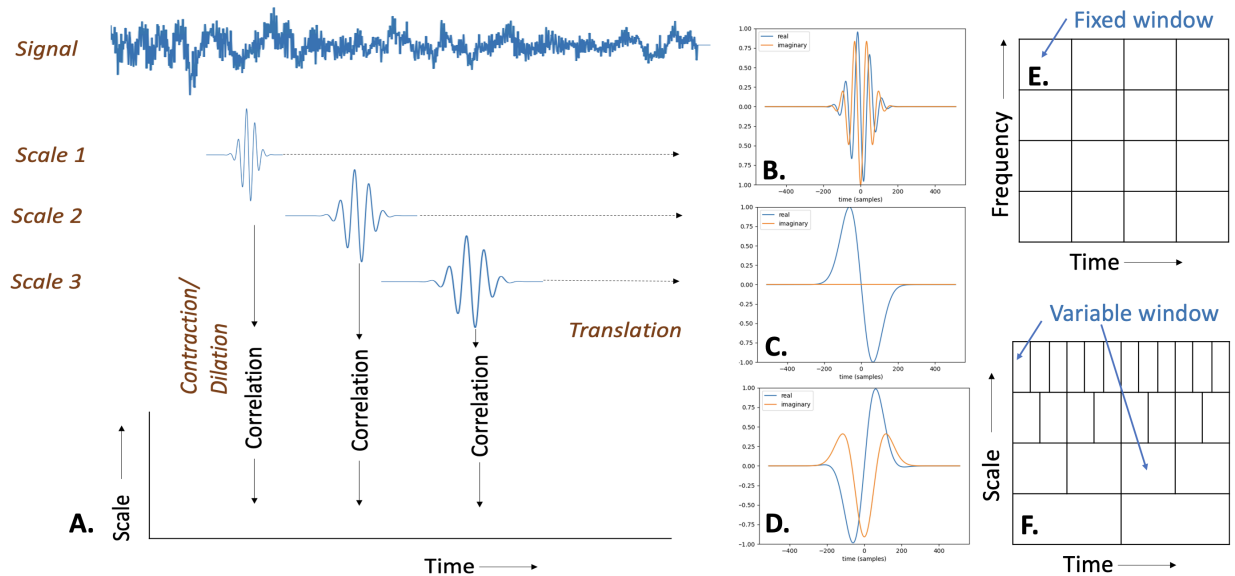 Signal
Scale 1
Scale 2
Scale 3
Contraction/
Dilation
Translation
Correlation
Correlation
Correlation
A.
Scale
Time
real
imaginary
1.00
0.75
0.50
0.25
0.00
0.25
0.50
0.75
1.00
−400
−200
0
200
400
time (samples)
B.
real
imaginary
1.00
0.75
0.50
0.25
0.00
−0.25
−0.50
−0.75
−1.00
−400
−200
0
200
400
time (samples)
C.
real
imaginary
1.00
0.75
0.50
0.25
0.00
−0.25
−0.50
−0.75
−1.00
−400
−200
0
200
400
time (samples)
D.
Fixed window
E.
Frequency
Time
Variable window
Scale
F.
Time